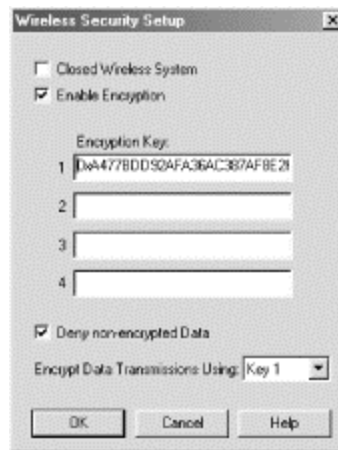 Wireless Security Setup
Closed Wireless System
Enable Encryption
Encryption Key:
1
2
3
4
Deny non-encrypted Data
Encrypt Data Transmissions Using: Key 1
OK Cancel Help